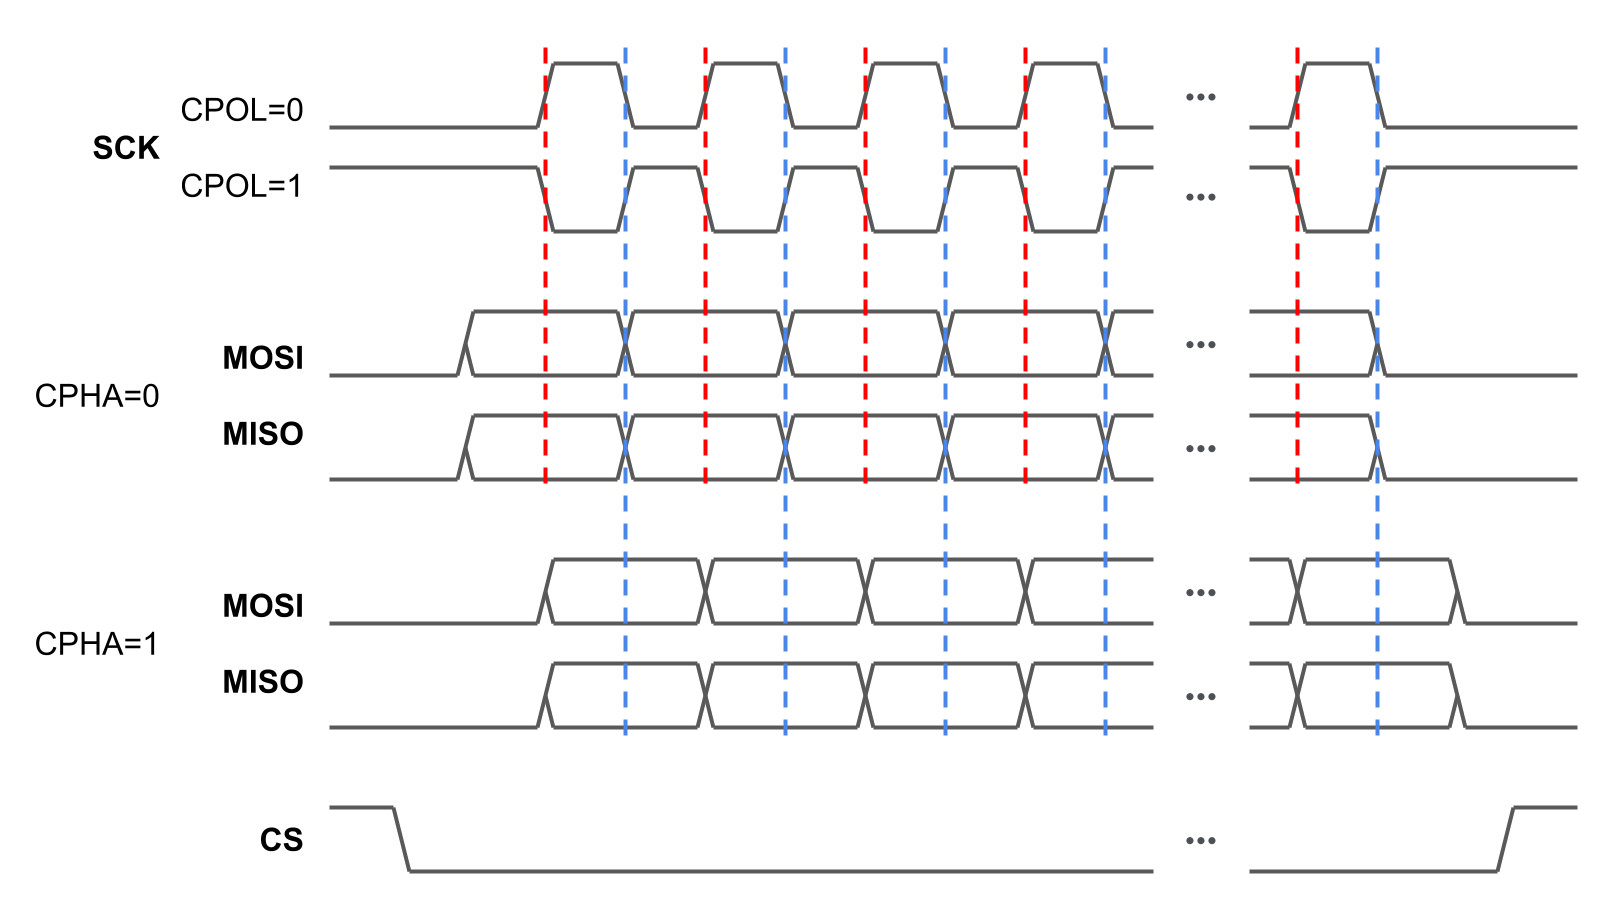 CPOL=0
SCK
CPOL=1
MOSI
CPHA=0
MISO
MOSI
CPHA=1
MISO
CS